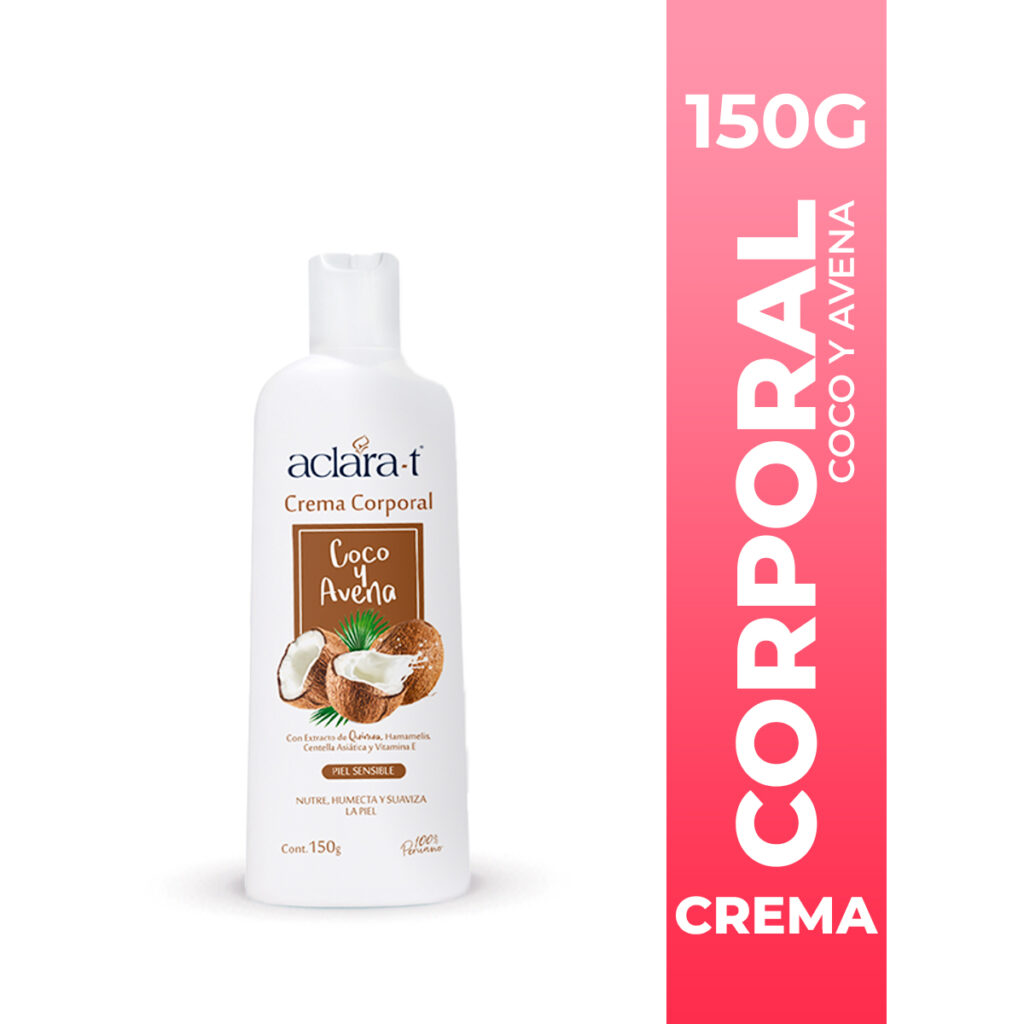 aclara-t™
Crema Corporal
Coco
y
Avena
Con Extracto de Quinua, Hamamelis,
Centella Asiática y Vitamina E
PIEL SENSIBLE
NUTRE, HUMECTA Y SUAVIZA
LA PIEL
Cont. 150g
100%
Peruano
150G
CORPORAL
COCO Y AVENA
CREMA